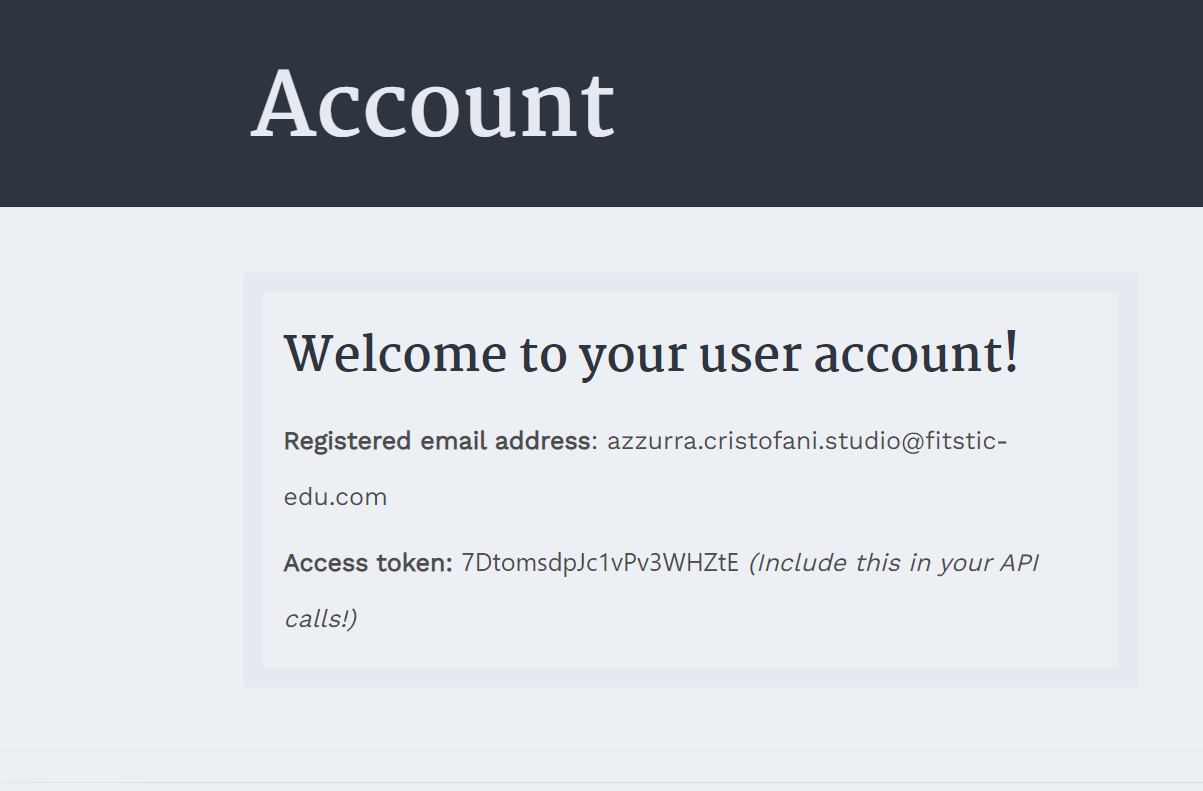 Account
Welcome to your user account!
Registered email address: azzurra.cristofani.studio@fitstic-
edu.com
Access token: 7DtomsdpJc1vPv3WHZtE (Include this in your API
calls!)